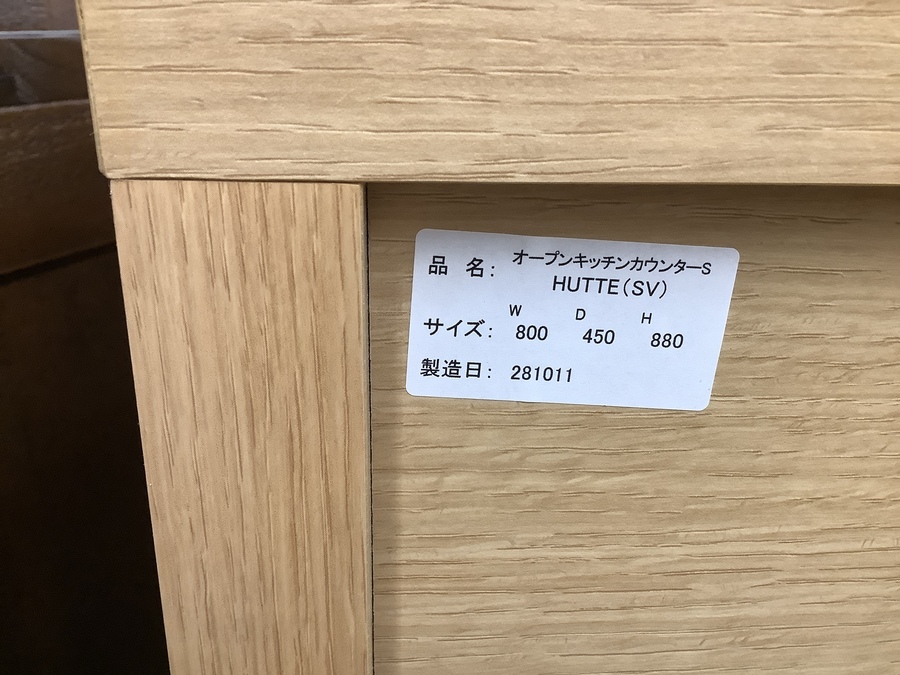 品 名: オープンキッチンカウンターS
HUTTE(SV)
W D H
サイズ: 800 450 880
製造日: 281011